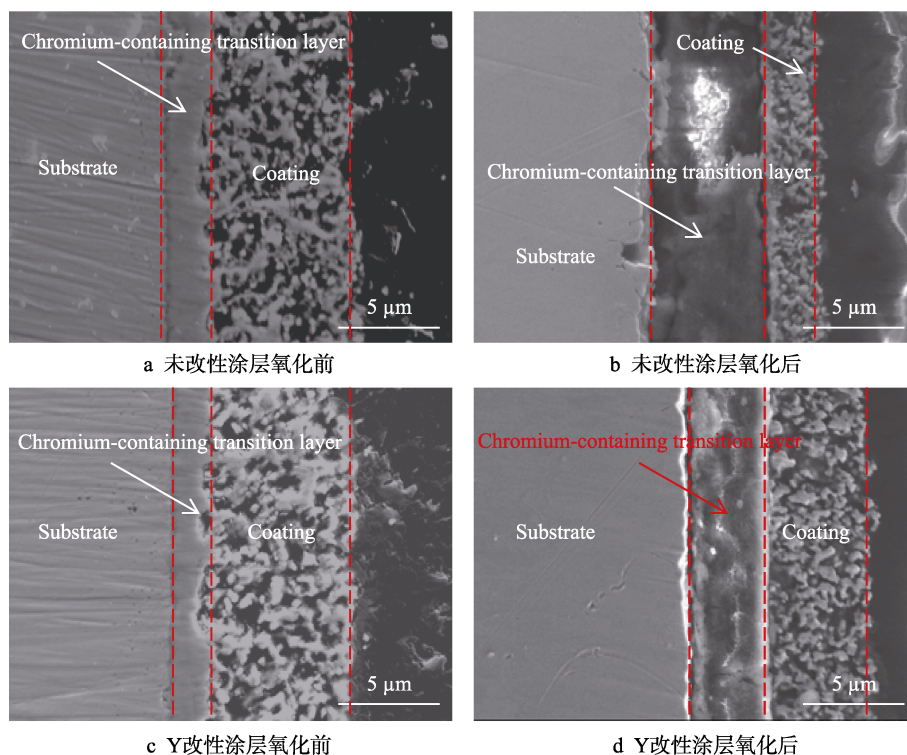 Chromium-containing transition layer
Substrate
Coating
5 μm
a 未改性涂层氧化前
Coating
Chromium-containing transition layer
Substrate
5 μm
b 未改性涂层氧化后
Chromium-containing transition layer
Substrate
Coating
5 μm
c Y改性涂层氧化前
Chromium-containing transition layer
Substrate
Coating
5 μm
d Y改性涂层氧化后